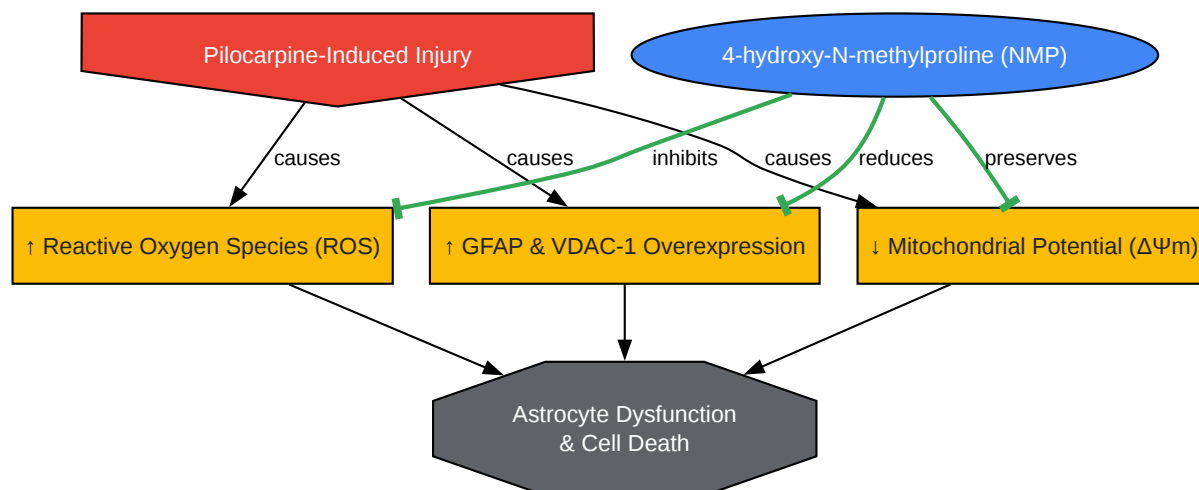 Pilocarpine-Induced Injury
4-hydroxy-N-methylproline (NMP)
causes
causes
inhibits
causes
reduces
preserves
↑ Reactive Oxygen Species (ROS)
↑ GFAP & VDAC-1 Overexpression
↓ Mitochondrial Potential (ΔΨm)
Astrocyte Dysfunction
& Cell Death